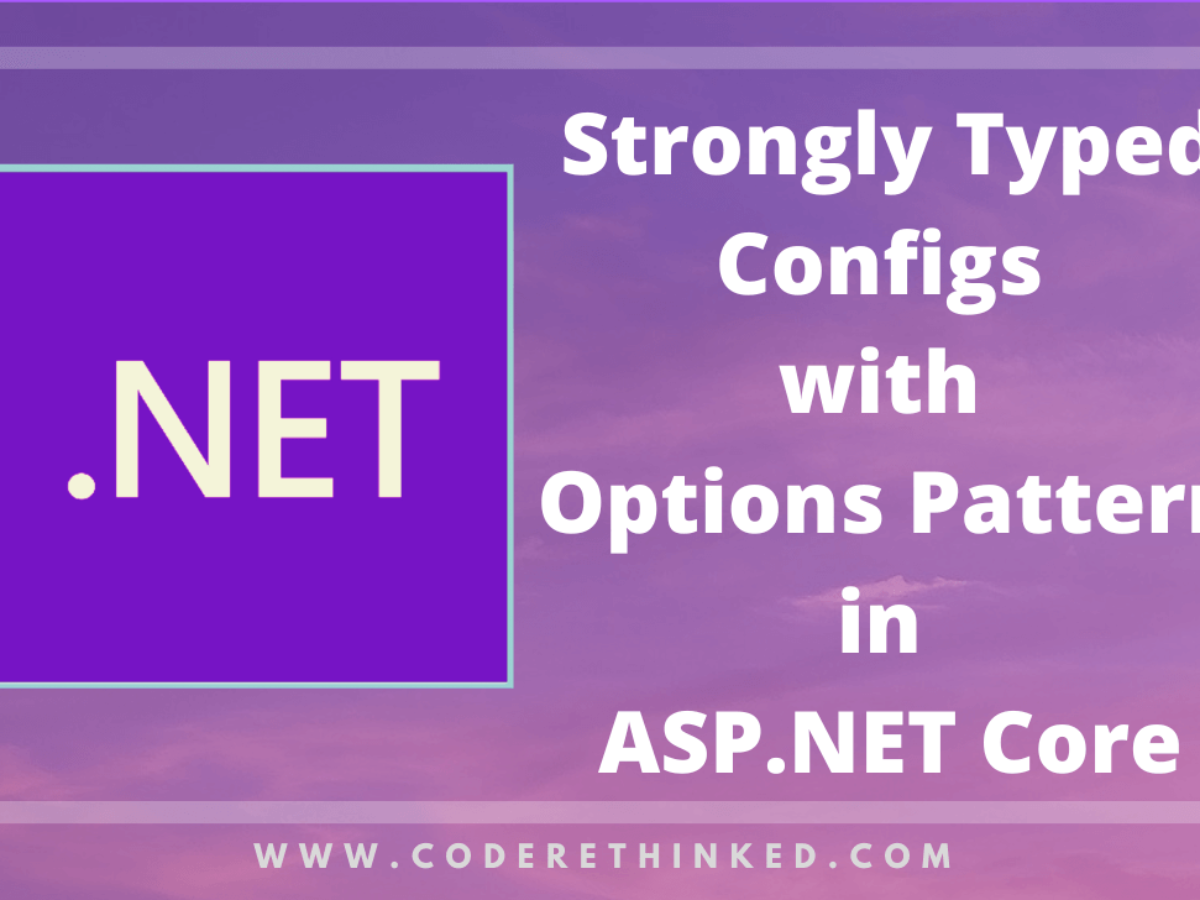 .NET
Strongly Typed
Configs
with
Options Pattern
in
ASP.NET Core
WWW.CODERETHINKED.COM